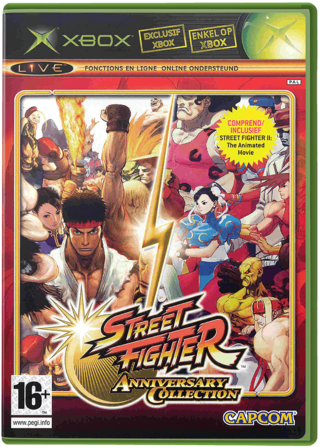 XBOX
EXCLUSIF
XBOX
ENKEL OP
XBOX
LIVE
FONCTIONS EN LIGNE ONLINE ONDERSTEUND
PAL
COMPREND/
INCLUSIEF
STREET FIGHTER II:
The Animated
Movie
STREET
FIGHTER™
ANNIVERSARY
COLLECTION
16+
www.pegi.info
CAPCOM